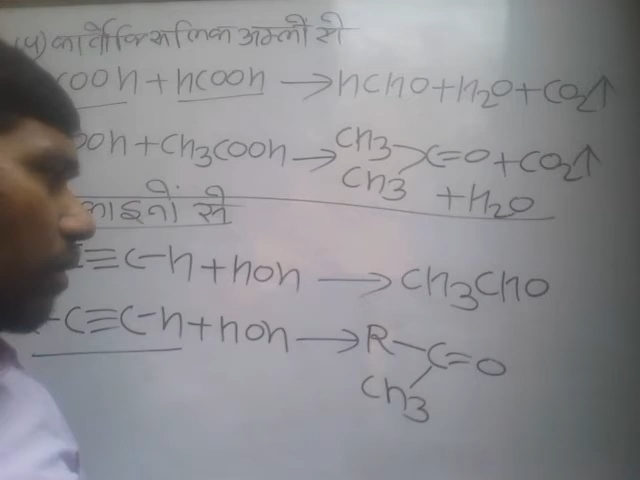 (4) कार्बोक्सिलिक अम्लों से
COOH + HCOOH → HCHO + H2O + CO2↑
OOH + CH3COOH → CH3 CH3 >C=O + CO2↑
+ H2O
लाइनों से
≡C-H + HOH → CH3CHO
-C≡C-H + HOH → R-C=O
CH3